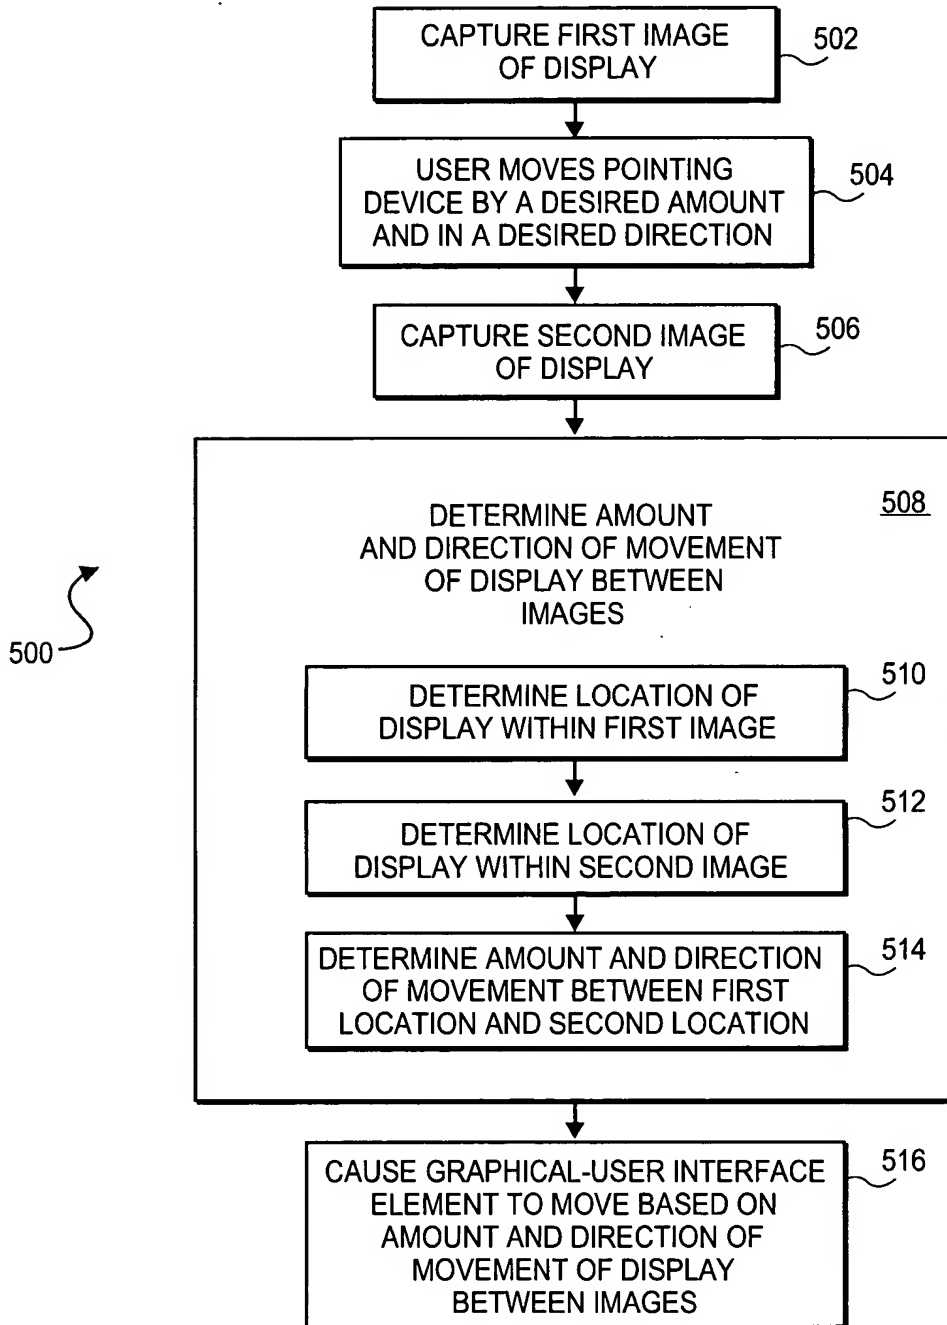 CAPTURE FIRST IMAGE
OF DISPLAY
502
USER MOVES POINTING
DEVICE BY A DESIRED AMOUNT
AND IN A DESIRED DIRECTION
504
CAPTURE SECOND IMAGE
OF DISPLAY
506
508
DETERMINE AMOUNT
AND DIRECTION OF MOVEMENT
OF DISPLAY BETWEEN
IMAGES
500
DETERMINE LOCATION OF
DISPLAY WITHIN FIRST IMAGE
510
DETERMINE LOCATION OF
DISPLAY WITHIN SECOND IMAGE
512
DETERMINE AMOUNT AND DIRECTION
OF MOVEMENT BETWEEN FIRST
LOCATION AND SECOND LOCATION
514
CAUSE GRAPHICAL-USER INTERFACE
ELEMENT TO MOVE BASED ON
AMOUNT AND DIRECTION OF
MOVEMENT OF DISPLAY
BETWEEN IMAGES
516